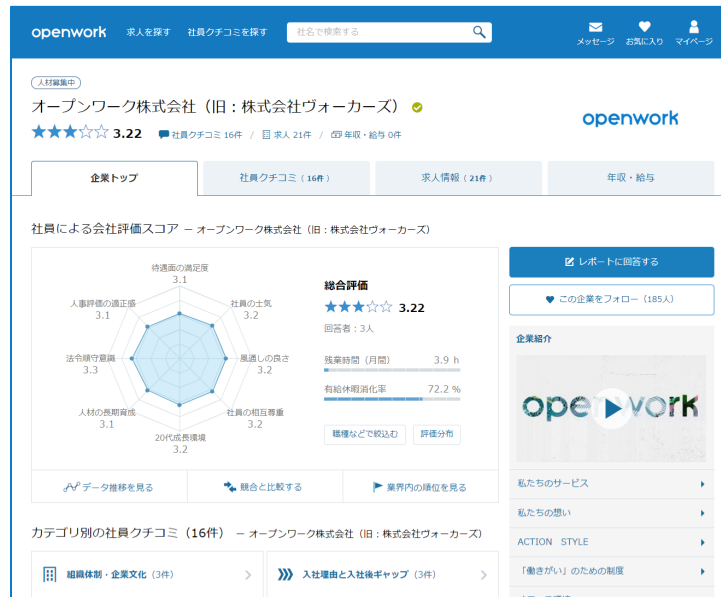 openwork 求人を探す 社員クチコミを探す 社名で検索する メッセージ お気に入り マイページ
人材募集中
オープンワーク株式会社（旧：株式会社ヴォーカーズ）
3.22 社員クチコミ 16件 / 求人 21件 / 年収・給与 0件
openwork
企業トップ 社員クチコミ（16件） 求人情報（21件） 年収・給与
社員による会社評価スコア － オープンワーク株式会社（旧：株式会社ヴォーカーズ）
待遇面の満足度
3.1
社員の士気
3.2
風通しの良さ
3.2
社員の相互尊重
3.2
20代成長環境
3.2
人材の長期育成
3.1
法令順守意識
3.3
人事評価の適正感
3.1
総合評価
3.22
回答者：3人
残業時間（月間） 3.9 h
有給休暇消化率 72.2 %
職種などで絞込む 評価分布
データ推移を見る 競合と比較する 業界内の順位を見る
カテゴリ別の社員クチコミ（16件） － オープンワーク株式会社（旧：株式会社ヴォーカーズ）
組織体制・企業文化（3件） 入社理由と入社後ギャップ（3件）
レポートに回答する
この企業をフォロー（185人）
企業紹介
openwork
私たちのサービス
私たちの想い
ACTION STYLE
「働きがい」のための制度